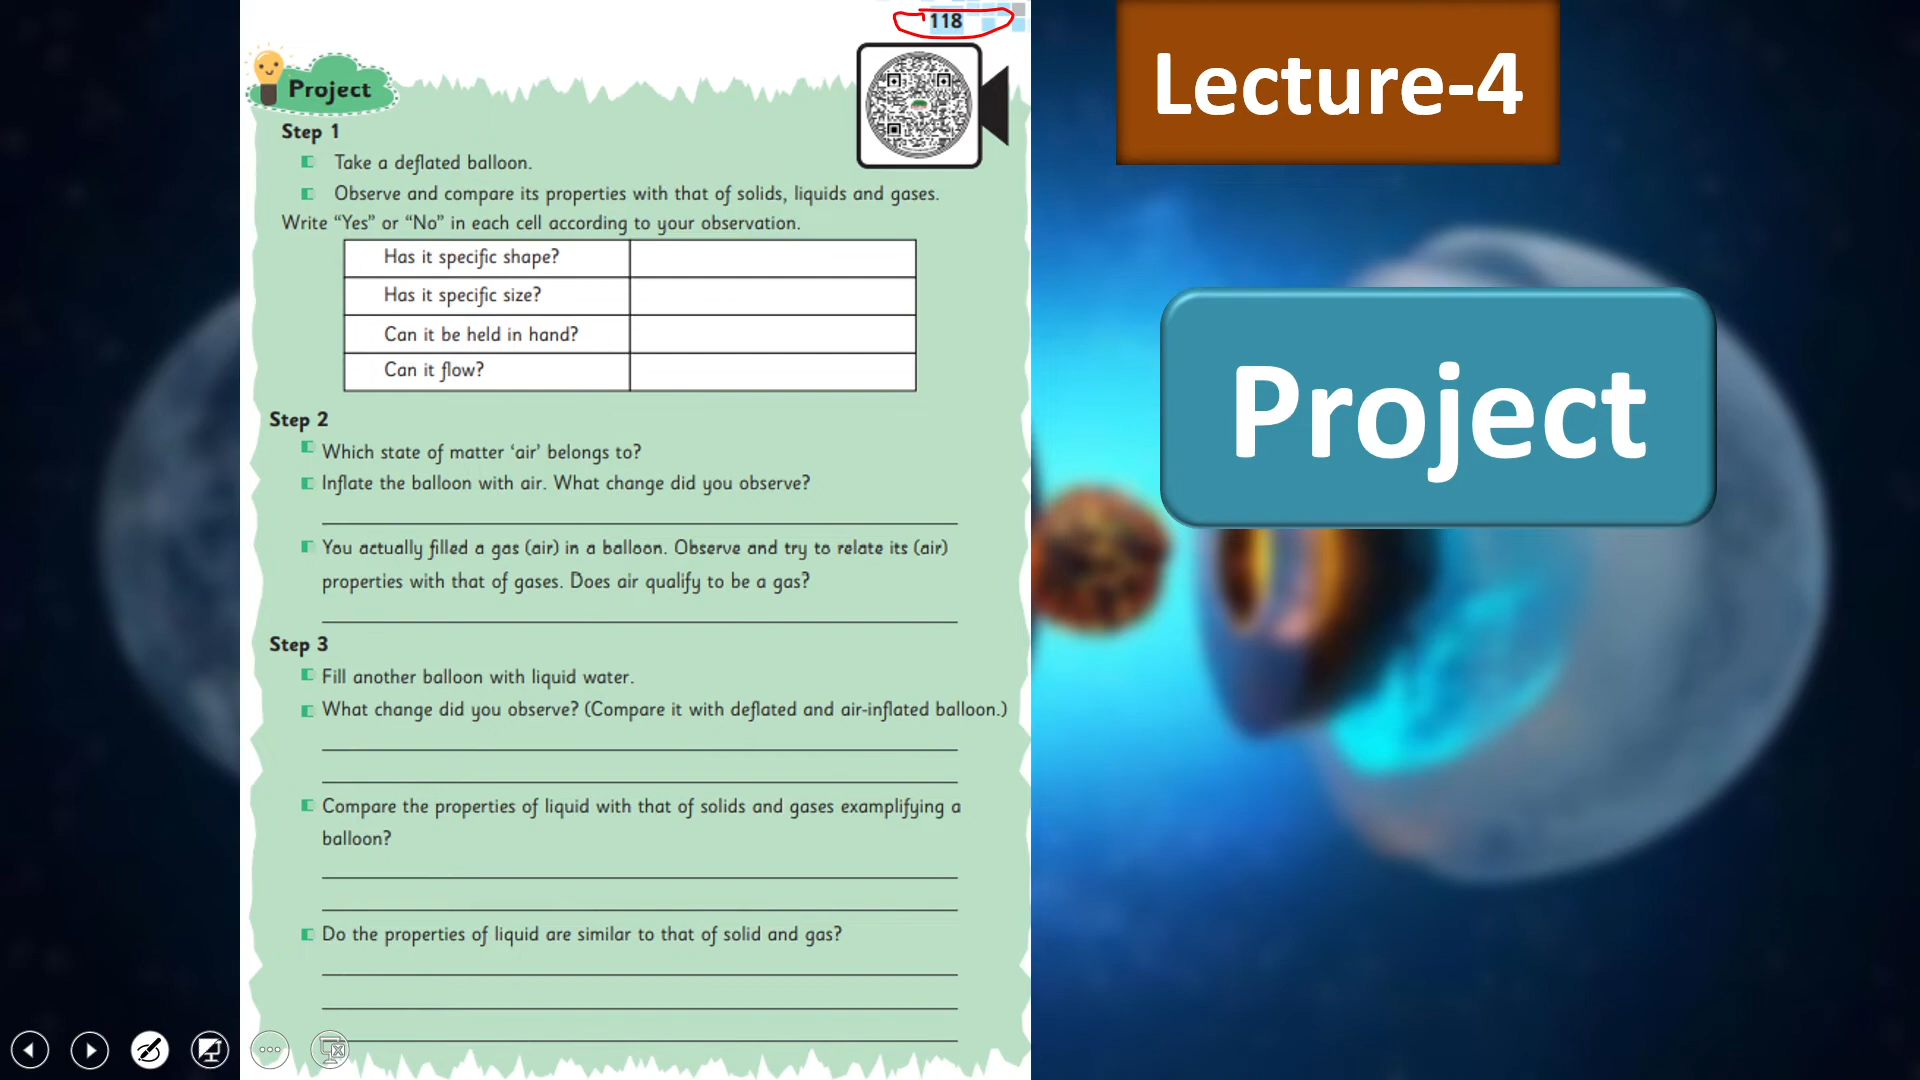 118
Project
Step 1
Take a deflated balloon.
Observe and compare its properties with that of solids, liquids and gases.
Write “Yes” or “No” in each cell according to your observation.
Has it specific shape?
Has it specific size?
Can it be held in hand?
Can it flow?
Step 2
Which state of matter ‘air’ belongs to?
Inflate the balloon with air. What change did you observe?
You actually filled a gas (air) in a balloon. Observe and try to relate its (air)
properties with that of gases. Does air qualify to be a gas?
Step 3
Fill another balloon with liquid water.
What change did you observe? (Compare it with deflated and air-inflated balloon.)
Compare the properties of liquid with that of solids and gases examplifying a
balloon?
Do the properties of liquid are similar to that of solid and gas?
Lecture-4
Project